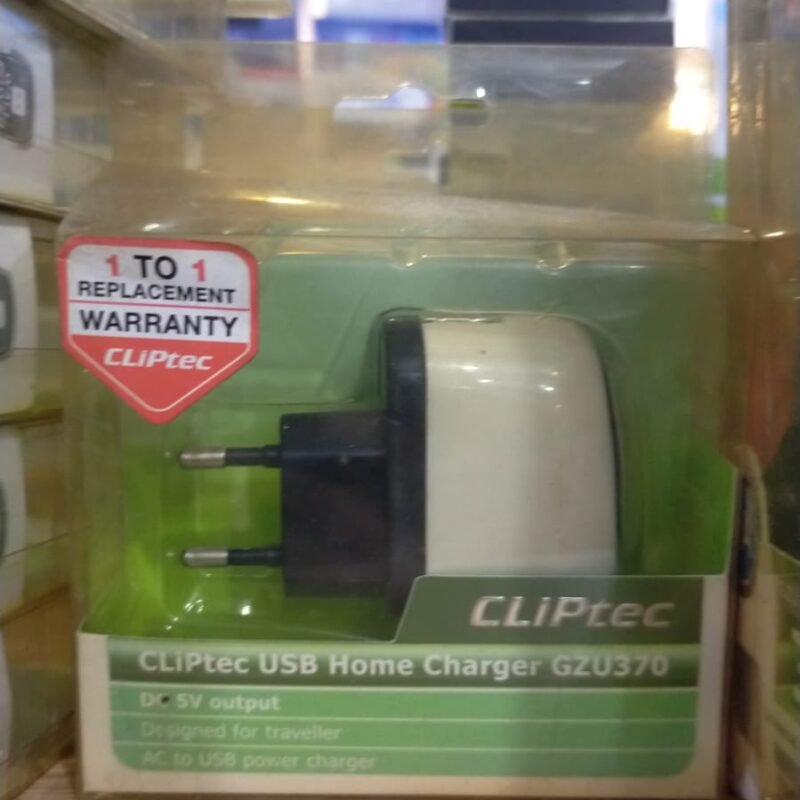 1 TO 1
REPLACEMENT
WARRANTY
CLiPtec
CLiPtec
CLiPtec USB Home Charger GZU370
DC 5V output
Designed for traveller
AC to USB power charger